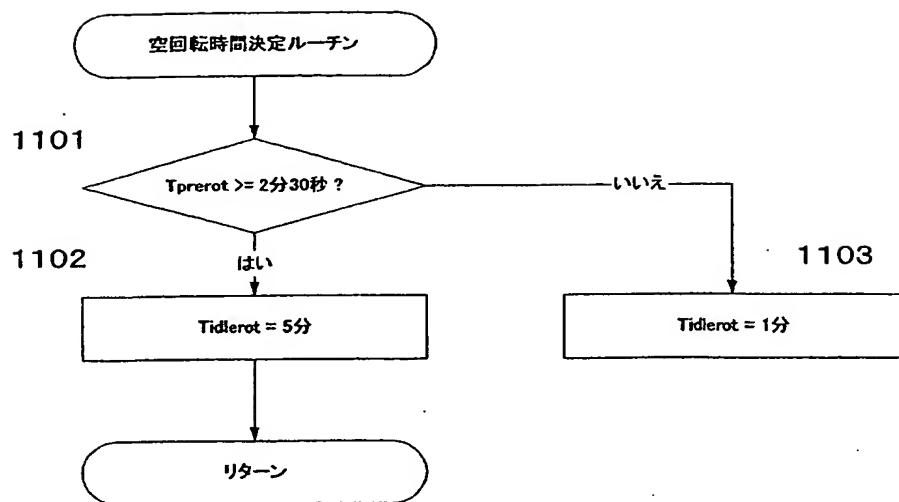 空回転時間決定ルーチン
1101
Tprerot >= 2分30秒 ?
いいえ
1102
はい
1103
Tidlerot = 5分
Tidlerot = 1分
リターン